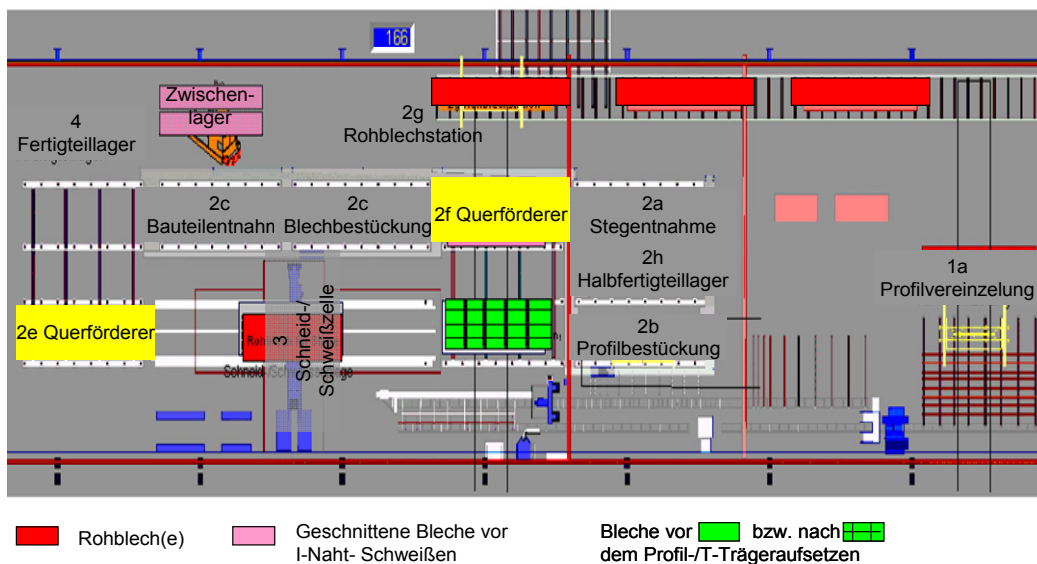 166
Zwischen-
lager
4
Fertigteillager
2g
Rohblechstation
2c
Bauteilentnahn
2c
Blechbestückung
2f Querförderer
2a
Stegentnahme
2h
Halbfertigteillager
1a
Profilvereinzelung
2e Querförderer
3
Schneid-/
Schweißzelle
2b
Profilbestückung
Rohblech(e)
Geschnittene Bleche vor
I-Naht- Schweißen
Bleche vor bzw. nach
dem Profil-/T-Trägeraufsetzen